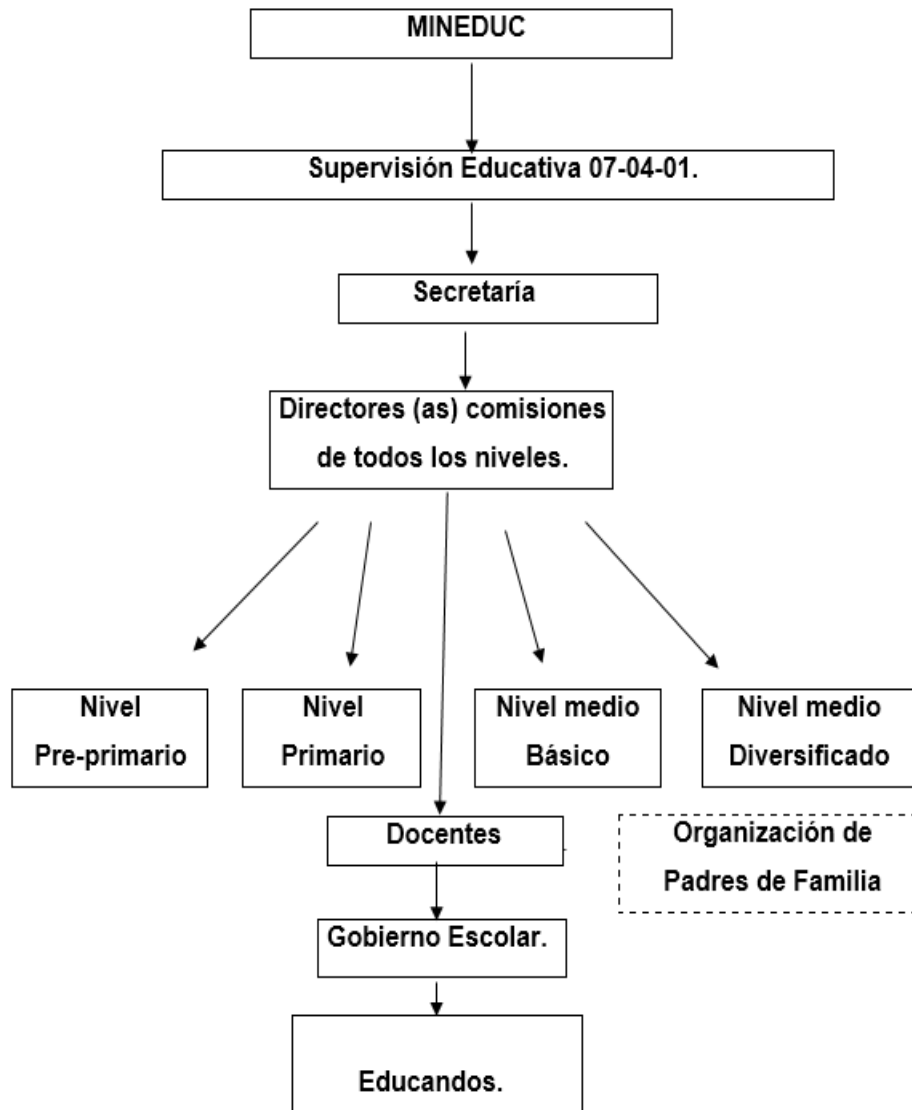 MINEDUC
Supervisión Educativa 07-04-01.
Secretaría
Directores (as) comisiones
de todos los niveles.
Nivel
Pre-primario
Nivel
Primario
Nivel medio
Básico
Nivel medio
Diversificado
Docentes
Organización de
Padres de Familia
Gobierno Escolar.
Educandos.